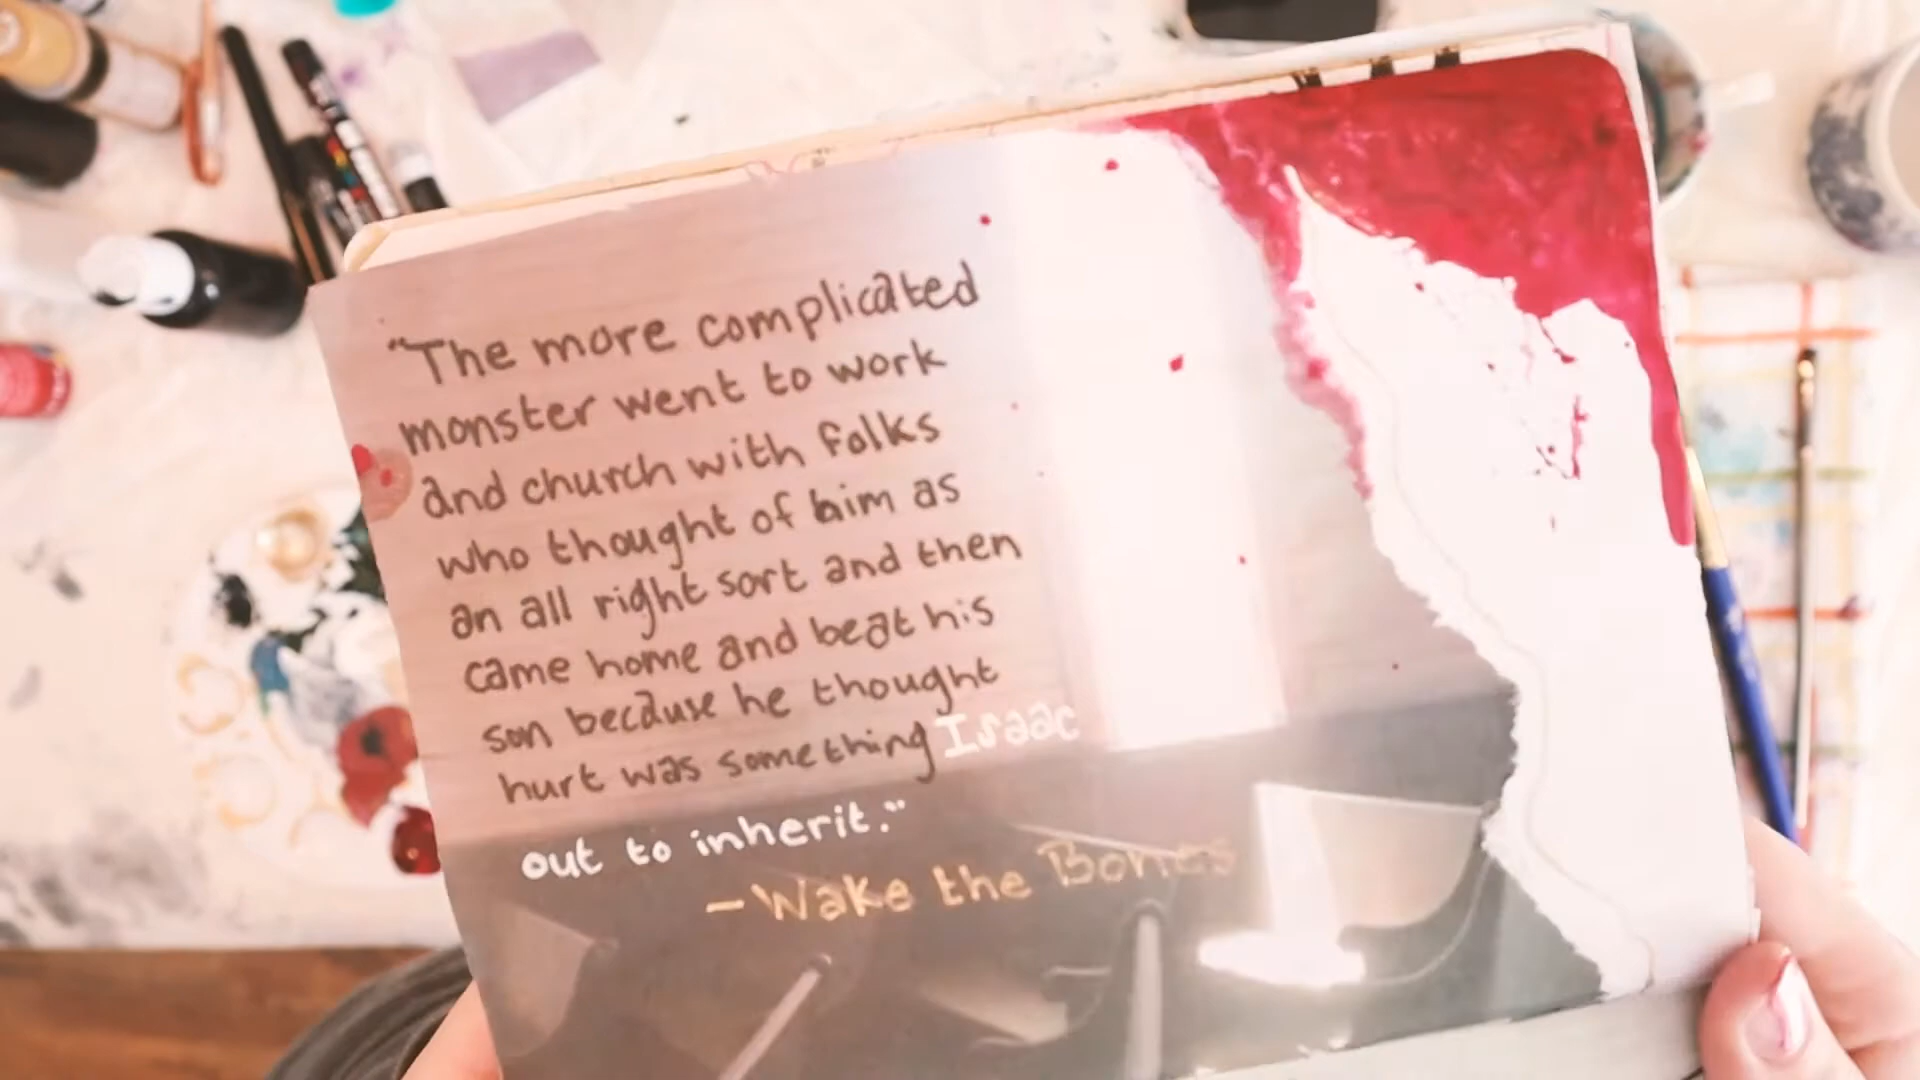 "The more complicated
monster went to work
and church with folks
who thought of him as
an all right sort and then
came home and beat his
son because he thought
hurt was something Isaac
out to inherit."
- Wake the Bones